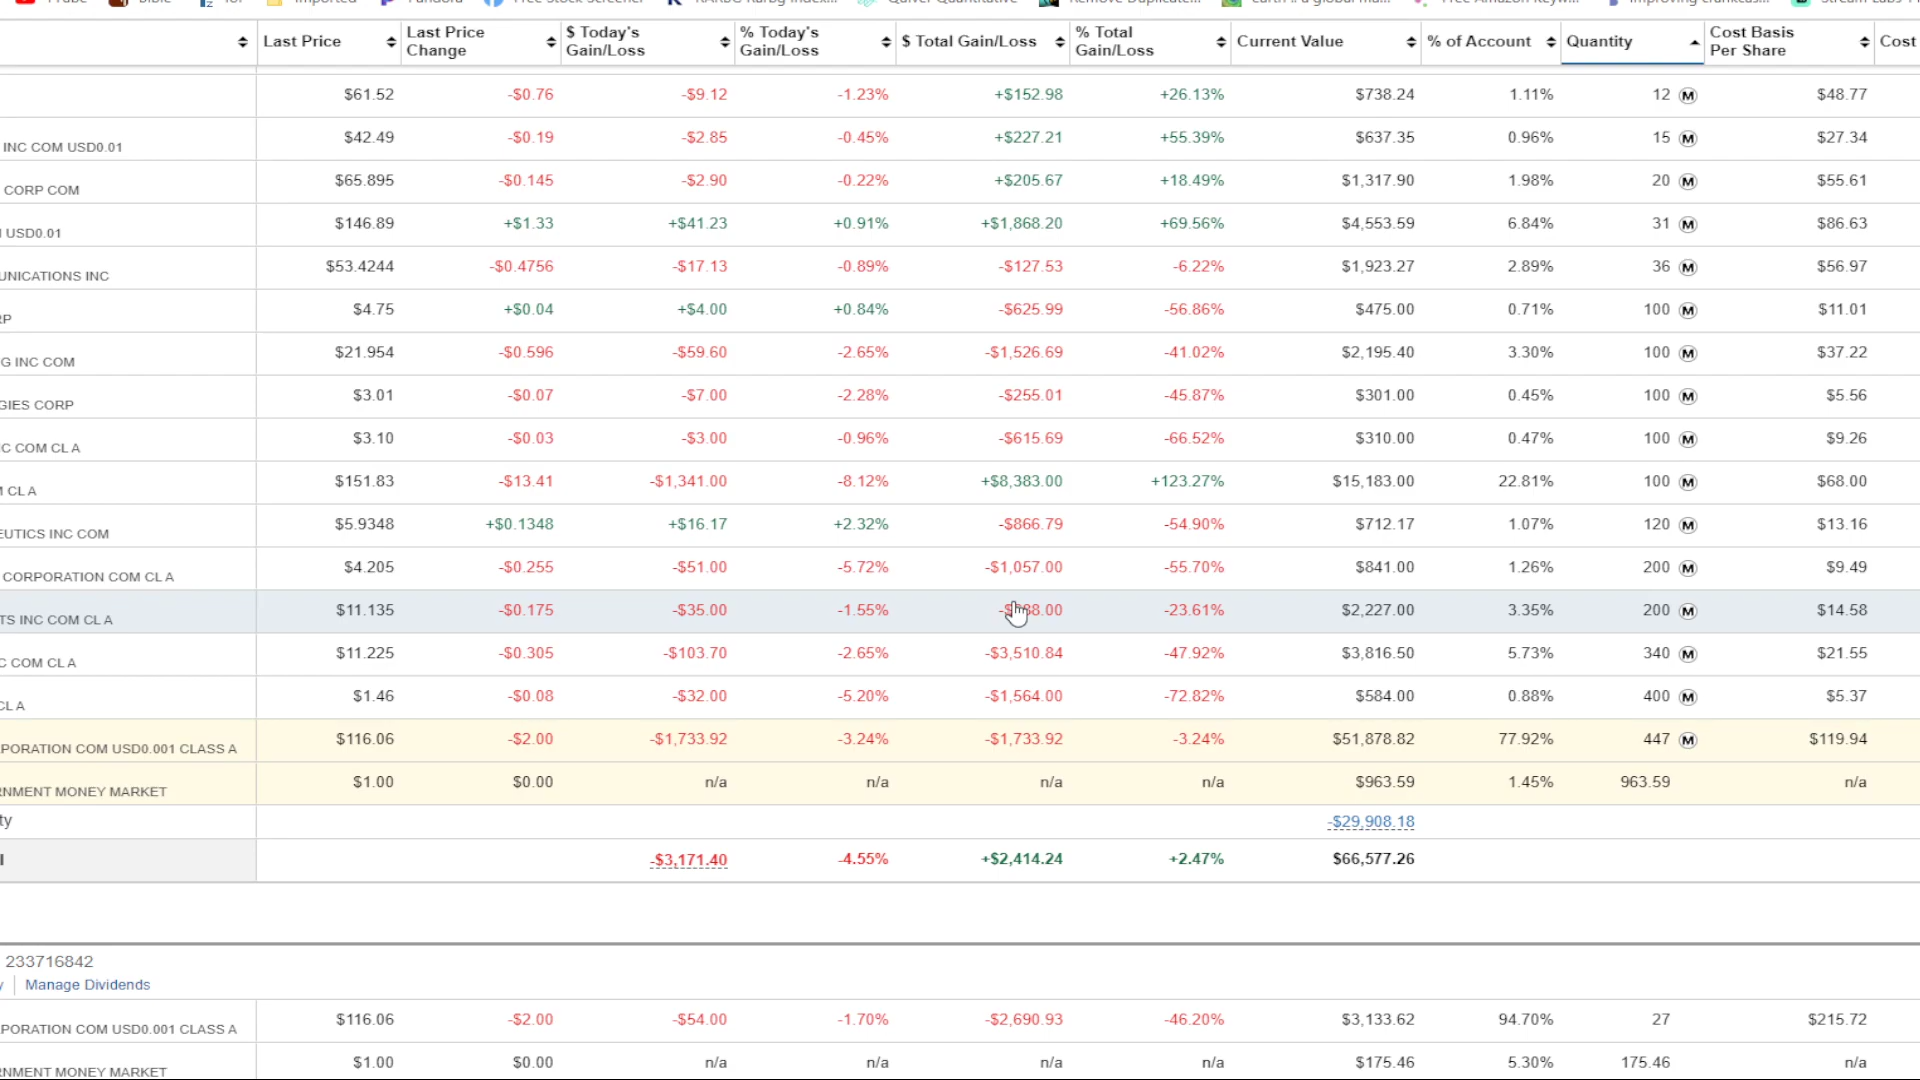 Last Price Last Price Change $ Today's Gain/Loss % Today's Gain/Loss $ Total Gain/Loss % Total Gain/Loss Current Value % of Account Quantity Cost Basis Per Share Cost
$61.52 -$0.76 -$9.12 -1.23% +$152.98 +26.13% $738.24 1.11% 12 M $48.77
INC COM USD0.01 $42.49 -$0.19 -$2.85 -0.45% +$227.21 +55.39% $637.35 0.96% 15 M $27.34
CORP COM $65.895 -$0.145 -$2.90 -0.22% +$205.67 +18.49% $1,317.90 1.98% 20 M $55.61
USD0.01 $146.89 +$1.33 +$41.23 +0.91% +$1,868.20 +69.56% $4,553.59 6.84% 31 M $86.63
UNICATIONS INC $53.4244 -$0.4756 -$17.13 -0.89% -$127.53 -6.22% $1,923.27 2.89% 36 M $56.97
RP $4.75 +$0.04 +$4.00 +0.84% -$625.99 -56.86% $475.00 0.71% 100 M $11.01
G INC COM $21.954 -$0.596 -$59.60 -2.65% -$1,526.69 -41.02% $2,195.40 3.30% 100 M $37.22
GIES CORP $3.01 -$0.07 -$7.00 -2.28% -$255.01 -45.87% $301.00 0.45% 100 M $5.56
C COM CL A $3.10 -$0.03 -$3.00 -0.96% -$615.69 -66.52% $310.00 0.47% 100 M $9.26
M CL A $151.83 -$13.41 -$1,341.00 -8.12% +$8,383.00 +123.27% $15,183.00 22.81% 100 M $68.00
EUTICS INC COM $5.9348 +$0.1348 +$16.17 +2.32% -$866.79 -54.90% $712.17 1.07% 120 M $13.16
CORPORATION COM CL A $4.205 -$0.255 -$51.00 -5.72% -$1,057.00 -55.70% $841.00 1.26% 200 M $9.49
TS INC COM CL A $11.135 -$0.175 -$35.00 -1.55% -23.61% $2,227.00 3.35% 200 M $14.58
C COM CL A $11.225 -$0.305 -$103.70 -2.65% -$3,510.84 -47.92% $3,816.50 5.73% 340 M $21.55
CL A $1.46 -$0.08 -$32.00 -5.20% -$1,564.00 -72.82% $584.00 0.88% 400 M $5.37
PORATION COM USD0.001 CLASS A $116.06 -$2.00 -$1,733.92 -3.24% -$1,733.92 -3.24% $51,878.82 77.92% 447 M $119.94
RNMENT MONEY MARKET $1.00 $0.00 n/a n/a n/a n/a $963.59 1.45% 963.59 n/a
ty -$29,908.18
l -$3,171.40 -4.55% +$2,414.24 +2.47% $66,577.26
233716842
y | Manage Dividends
PORATION COM USD0.001 CLASS A $116.06 -$2.00 -$54.00 -1.70% -$2,690.93 -46.20% $3,133.62 94.70% 27 $215.72
RNMENT MONEY MARKET $1.00 $0.00 n/a n/a n/a n/a $175.46 5.30% 175.46 n/a